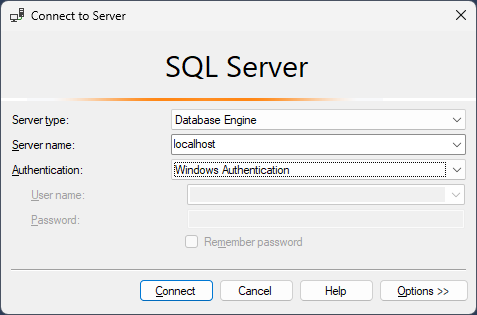 Connect to Server
SQL Server
Server type: Database Engine
Server name: localhost
Authentication: Windows Authentication
User name:
Password:
Remember password
Connect Cancel Help Options >>